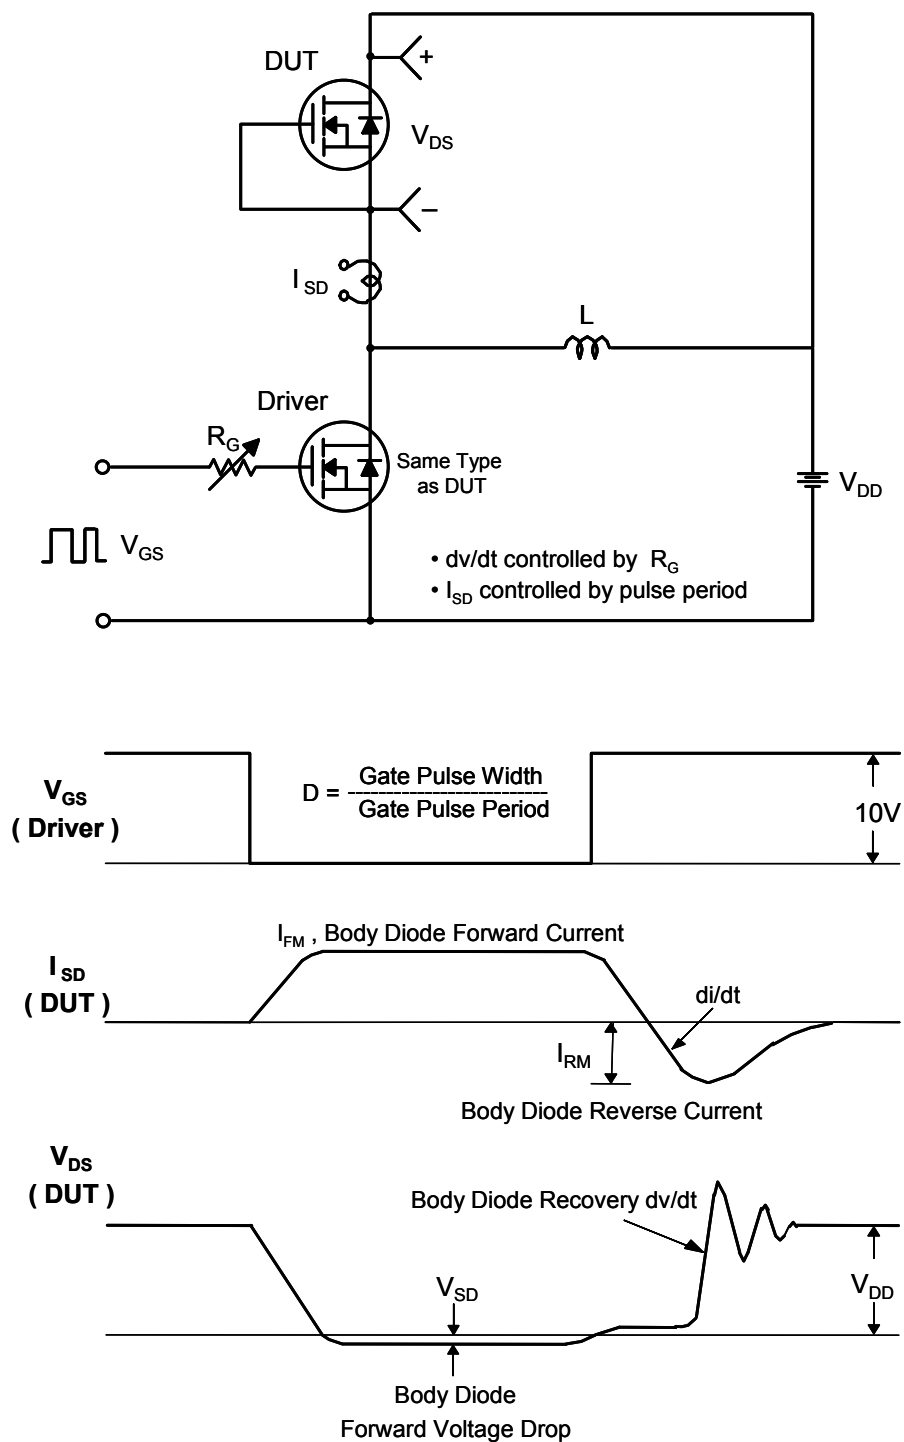 DUT
+
V_DS
–
I_SD
L
Driver
R_G
Same Type
as DUT
V_DD
V_GS
• dv/dt controlled by R_G
• I_SD controlled by pulse period
V_GS
( Driver )
D = Gate Pulse Width
--------------------------
Gate Pulse Period
10V
I_FM , Body Diode Forward Current
I_SD
( DUT )
di/dt
I_RM
Body Diode Reverse Current
V_DS
( DUT )
Body Diode Recovery dv/dt
V_SD
V_DD
Body Diode
Forward Voltage Drop